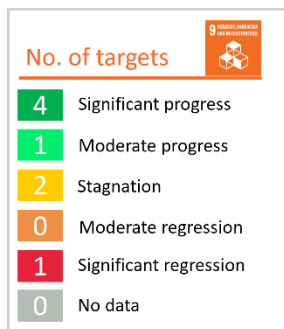 9 INDUSTRY, INNOVATION
AND INFRASTRUCTURE
No. of targets
4 Significant progress
1 Moderate progress
2 Stagnation
0 Moderate regression
1 Significant regression
0 No data